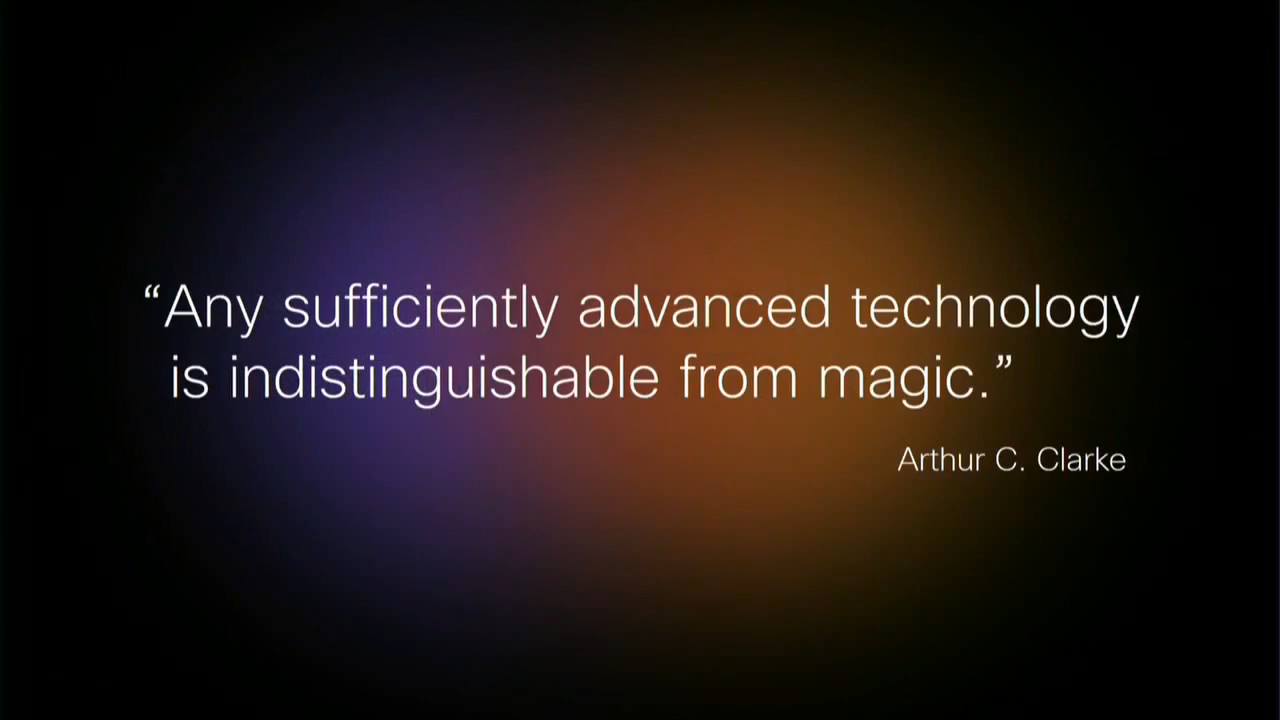 “Any sufficiently advanced technology
is indistinguishable from magic.”
Arthur C. Clarke